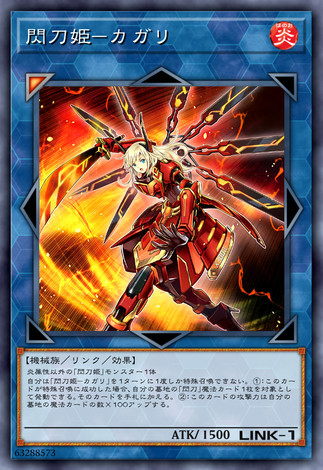 閃刀姫－カガリ
炎
【機械族／リンク／効果】
炎属性以外の「閃刀姫」モンスター1体
自分は「閃刀姫－カガリ」を1ターンに1度しか特殊召喚できない。①：このカー
ドが特殊召喚に成功した場合、自分の墓地の「閃刀」魔法カード1枚を対象とし
て発動できる。そのカードを手札に加える。②：このカードの攻撃力は自分の
墓地の魔法カードの数×100アップする。
ATK/ 1500 LINK-1
63288573